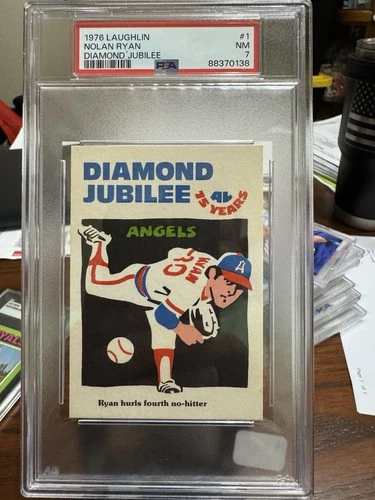 1976 LAUGHLIN #1
NOLAN RYAN NM
DIAMOND JUBILEE PSA 7
88370138
DIAMOND
JUBILEE
AL
75 YEARS
ANGELS
A
Ryan hurls fourth no-hitter